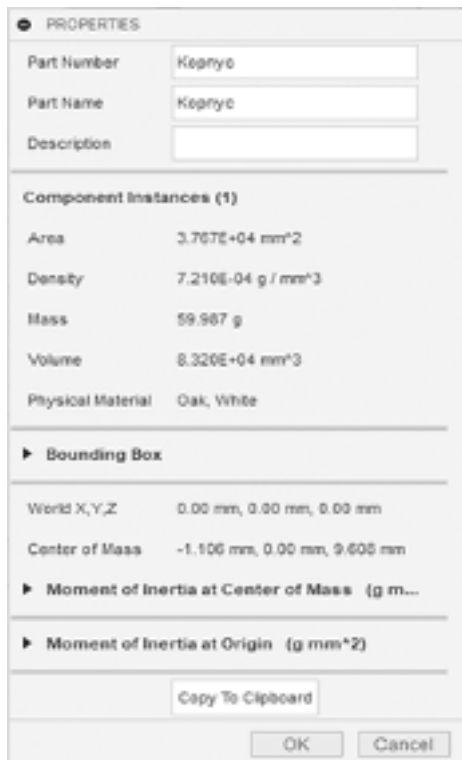 PROPERTIES
Part Number Корпус
Part Name Корпус
Description
Component Instances (1)
Area 3.767E+04 mm^2
Density 7.210E-04 g / mm^3
Mass 59.987 g
Volume 8.320E+04 mm^3
Physical Material Oak, White
Bounding Box
World X,Y,Z 0.00 mm, 0.00 mm, 0.00 mm
Center of Mass -1.106 mm, 0.00 mm, 9.608 mm
Moment of Inertia at Center of Mass (g m...
Moment of Inertia at Origin (g mm^2)
Copy To Clipboard
OK Cancel